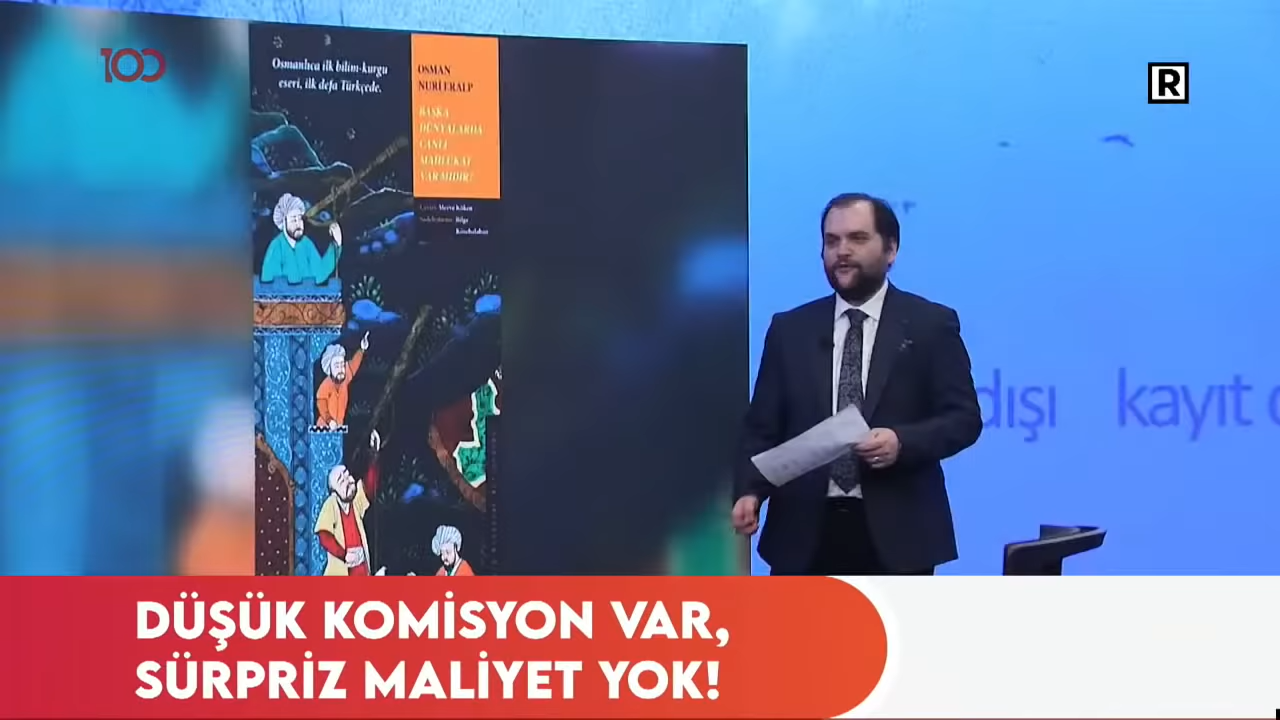 100
R
Osmanlıca ilk bilim-kurgu
eseri, ilk defa Türkçede.
OSMAN
NURİ ERALP
BAŞKA
DÜNYALARDA
CANLI
MAHLUKAT
VAR MIDIR?
dışı kayıt d
DÜŞÜK KOMİSYON VAR,
SÜRPRİZ MALİYET YOK!